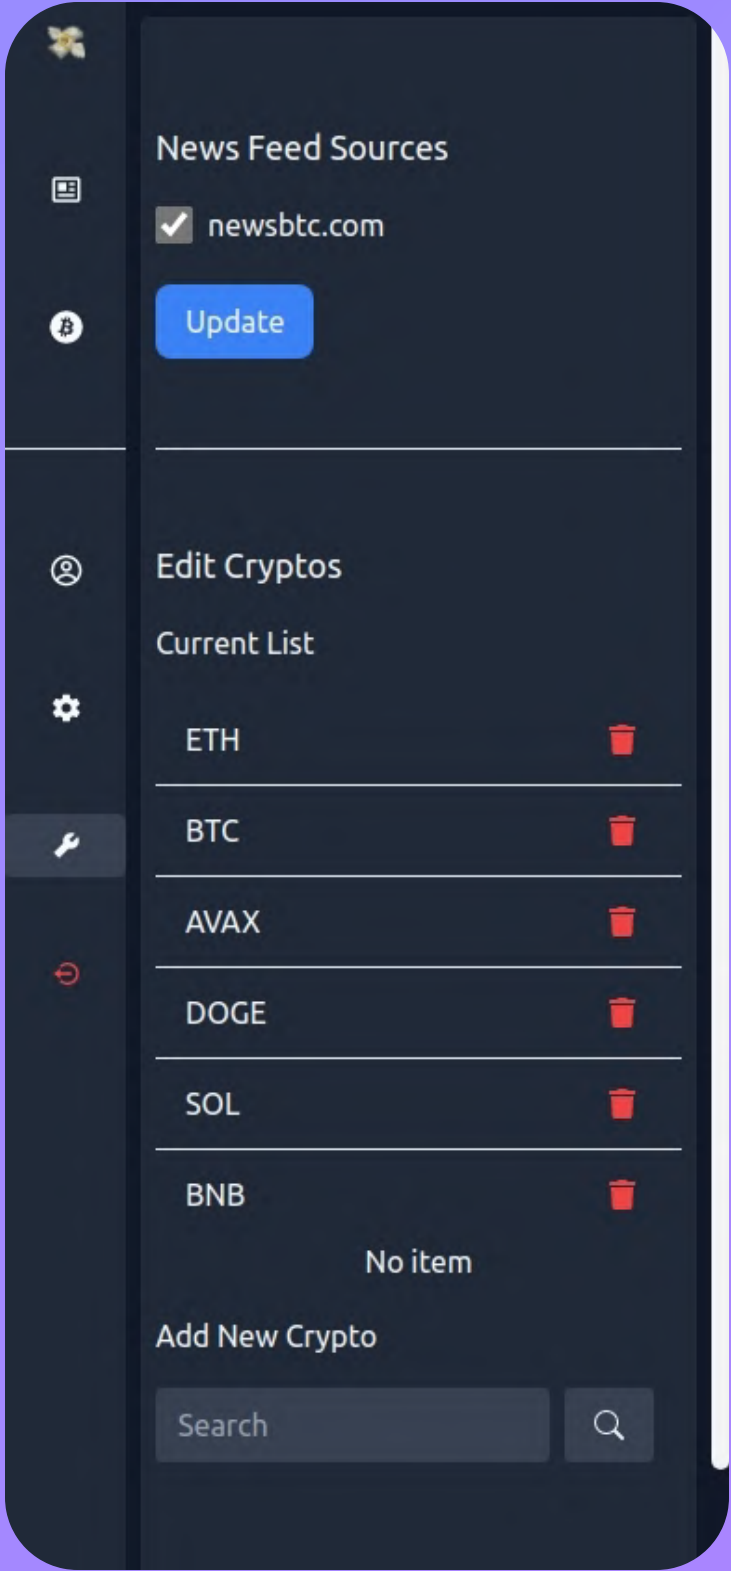 News Feed Sources
newsbtc.com
Update
Edit Cryptos
Current List
ETH
BTC
AVAX
DOGE
SOL
BNB
No item
Add New Crypto
Search